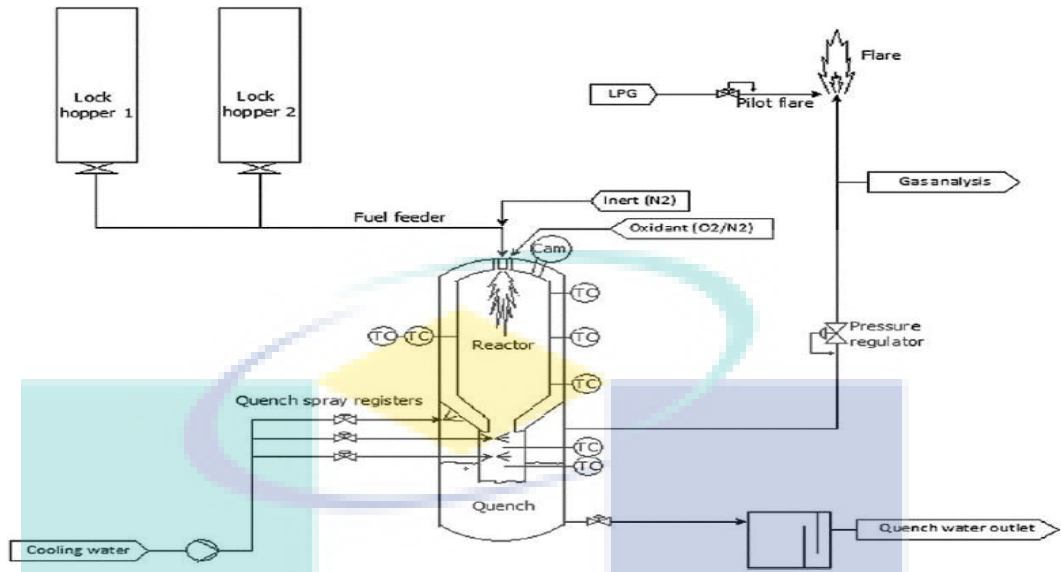 Lock
hopper 1
Lock
hopper 2
Flare
LPG
Pilot flare
Gas analysis
Inert (N2)
Fuel feeder
Oxidant (O2/N2)
Cam
TC
TC
TC
TC
Reactor
TC
Pressure
regulator
Quench spray registers
TC
TC
Quench
Cooling water
Quench water outlet